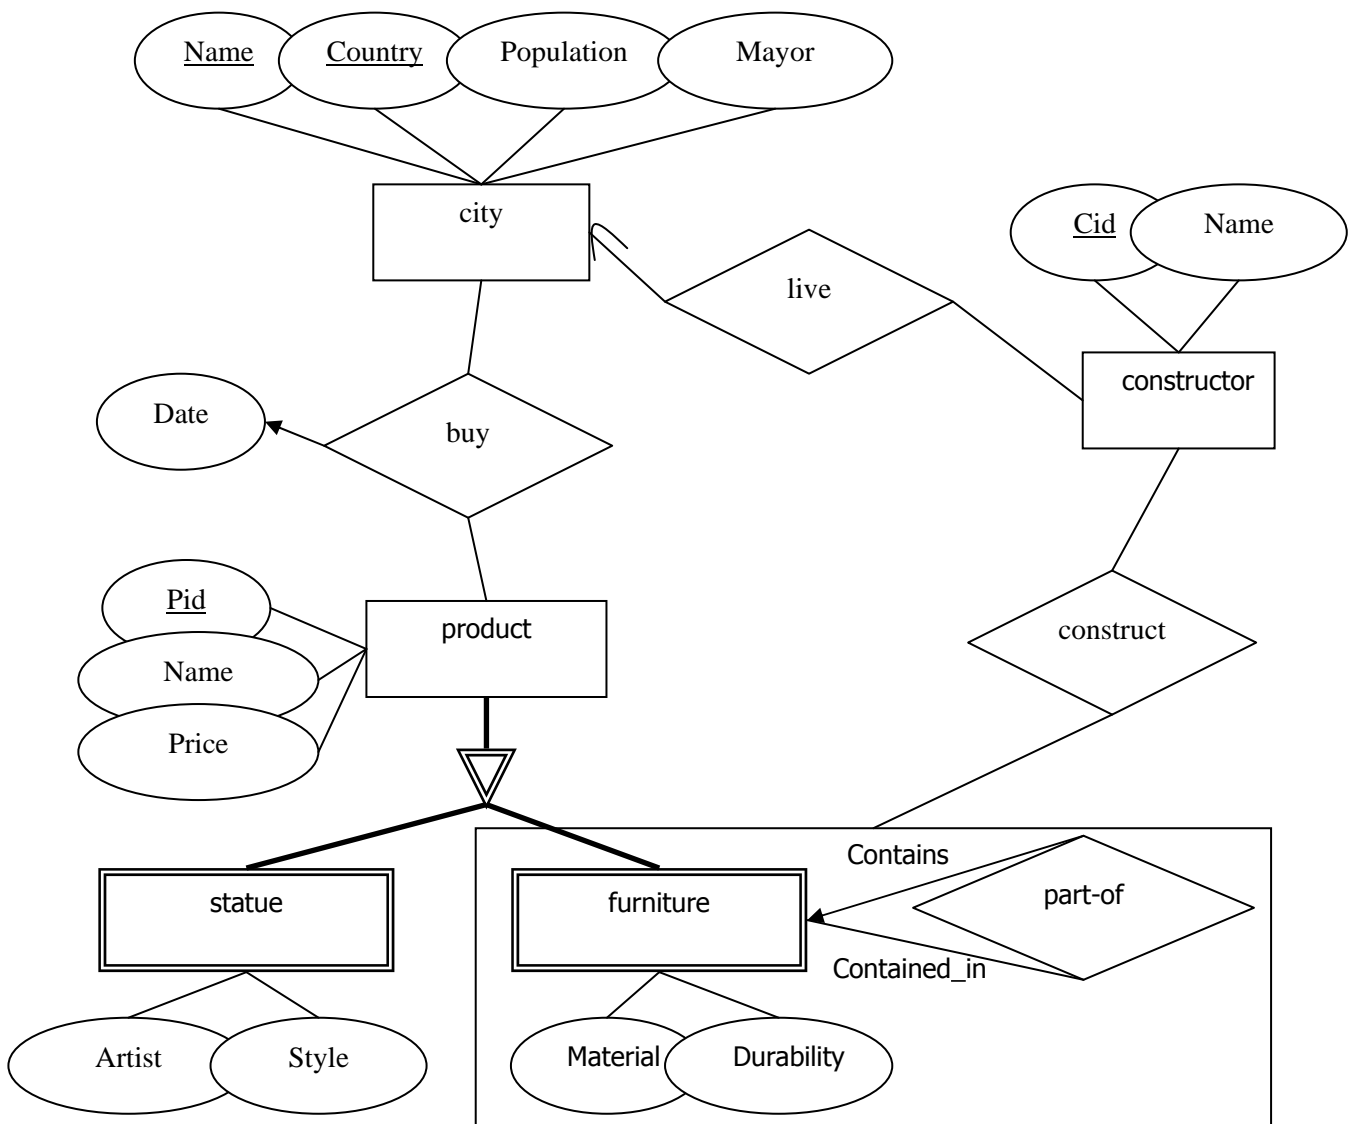 Name Country Population Mayor
city
Cid Name
live
constructor
Date
buy
Pid
product
construct
Name
Price
Contains
statue
furniture
part-of
Contained_in
Artist Style
Material Durability